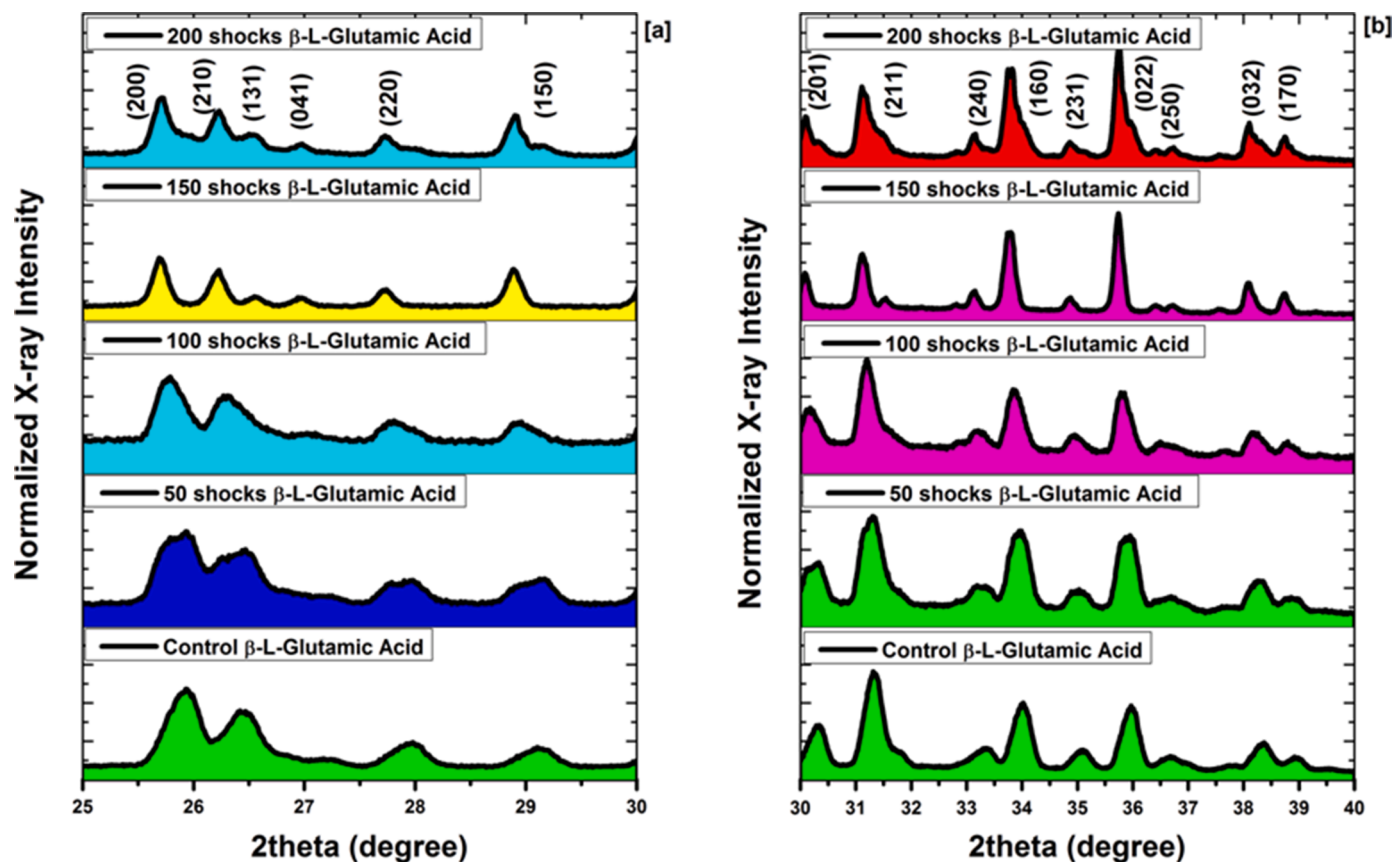 [a]
200 shocks β-L-Glutamic Acid
(200)
(210)
(131)
(041)
(220)
(150)
150 shocks β-L-Glutamic Acid
100 shocks β-L-Glutamic Acid
50 shocks β-L-Glutamic Acid
Control β-L-Glutamic Acid
Normalized X-ray Intensity
25 26 27 28 29 30
2theta (degree)
[b]
200 shocks β-L-Glutamic Acid
(201)
(211)
(240)
(160)
(231)
(022)
(250)
(032)
(170)
150 shocks β-L-Glutamic Acid
100 shocks β-L-Glutamic Acid
50 shocks β-L-Glutamic Acid
Control β-L-Glutamic Acid
Normalized X-ray Intensity
30 31 32 33 34 35 36 37 38 39 40
2theta (degree)